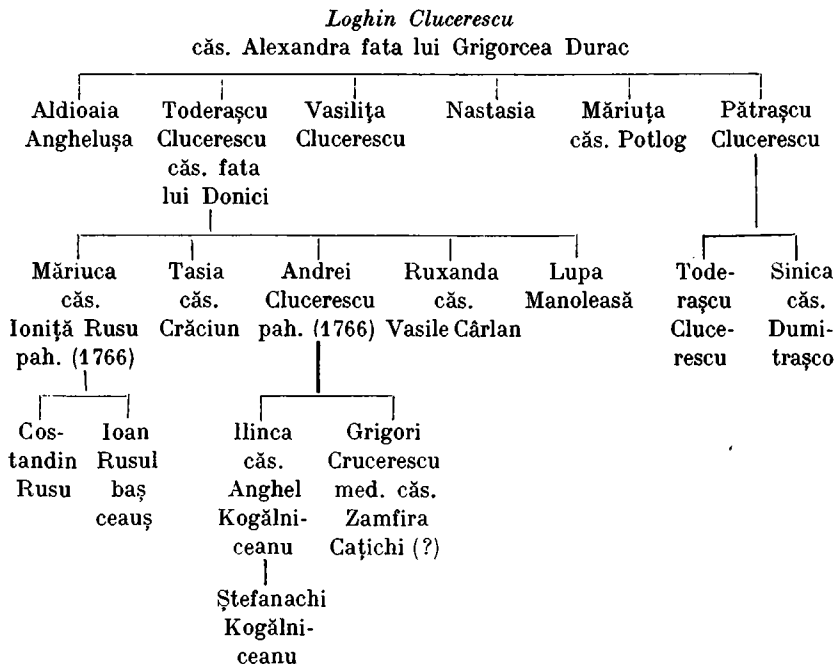 Loghin Clucerescu
căs. Alexandra fata lui Grigorcea Durac
Aldioaia Toderașcu Vasilița Nastasia Măriuța Pătrașcu
Anghelușa Clucerescu Clucerescu căs. Potlog Clucerescu
căs. fata
lui Donici
Măriuca Tasia Andrei Ruxanda Lupa Tode- Sinica
căs. căs. Clucerescu căs. Manoleasă rașcu căs.
Ioniță Rusu Crăciun pah. (1766) Vasile Cârlan Cluce- Dumi-
pah. (1766) rescu trașco
Cos- Ioan Ilinca Grigori
tandin Rusul căs. Crucerescu
Rusu baș Anghel med. căs.
ceauș Kogălni- Zamfira
ceanu Cațichi (?)
Ștefanachi
Kogălni-
ceanu